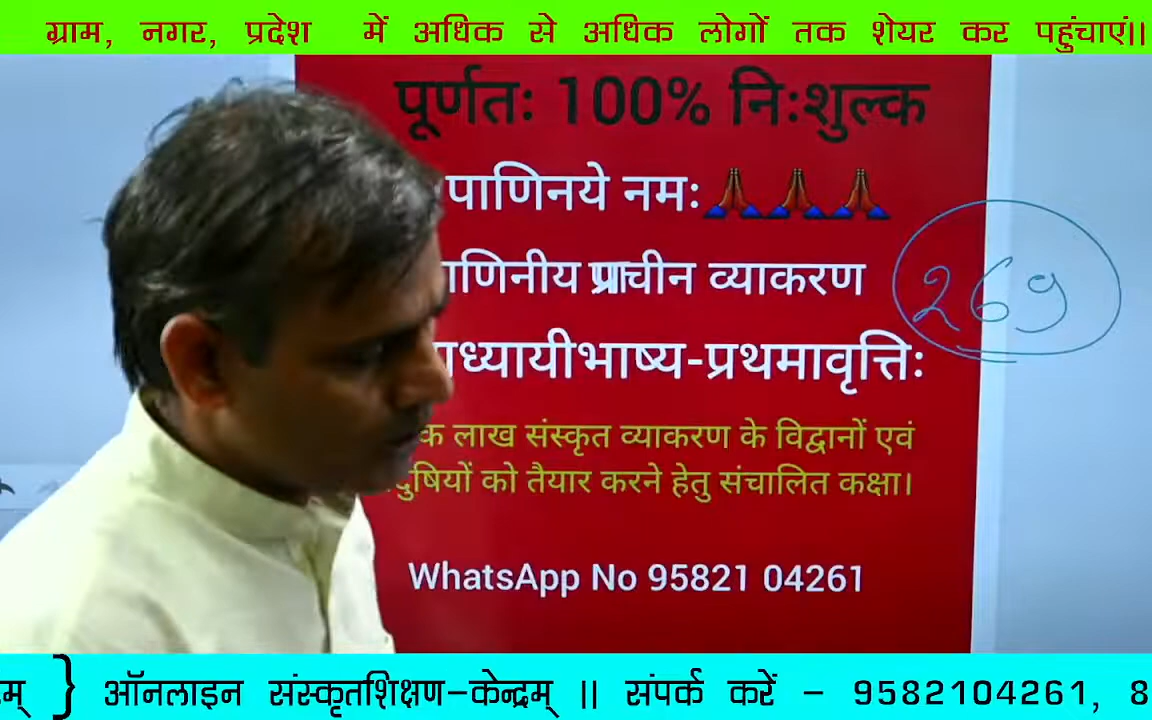 ग्राम, नगर, प्रदेश में अधिक से अधिक लोगों तक शेयर कर पहुंचाएं॥
पूर्णतः 100% निःशुल्क
पाणिनये नमः🙏🙏🙏
ाणिनीय प्राचीन व्याकरण
269
ाध्यायीभाष्य-प्रथमावृत्तिः
क लाख संस्कृत व्याकरण के विद्वानों एवं
दुषियों को तैयार करने हेतु संचालित कक्षा।
WhatsApp No 95821 04261
म् } ऑनलाइन संस्कृतशिक्षण-केन्द्रम् || संपर्क करें - 9582104261, 8